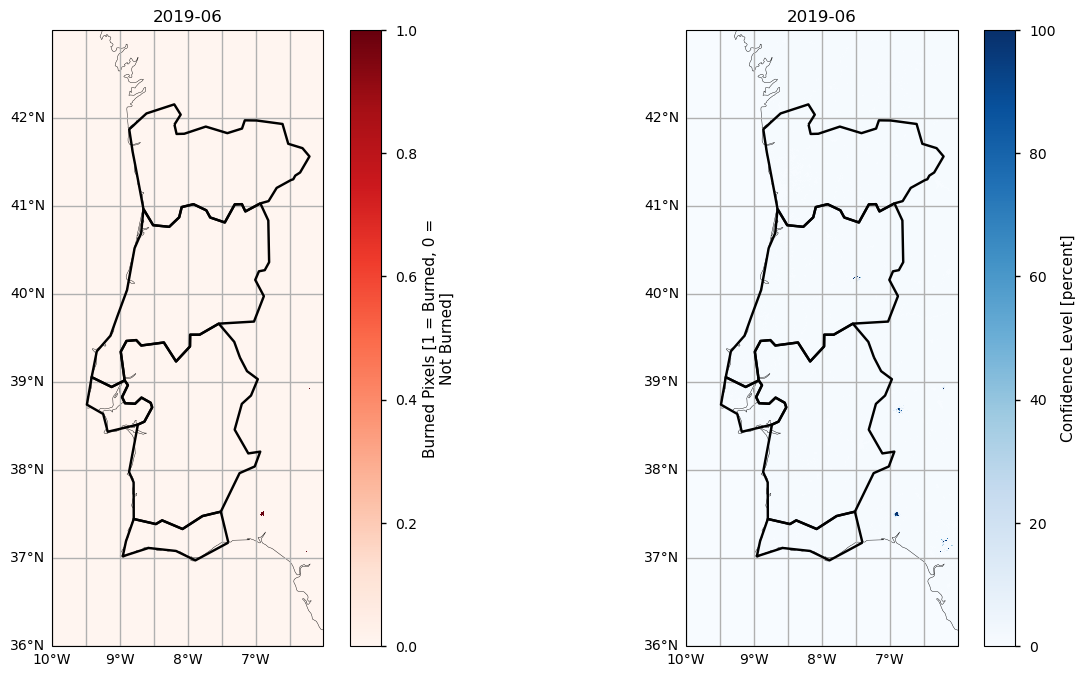 2019-06
42°N
41°N
40°N
39°N
38°N
37°N
36°N
10°W
9°W
8°W
7°W
1.0
0.8
0.6
0.4
0.2
0.0
Burned Pixels [1 = Burned, 0 =
Not Burned]
2019-06
42°N
41°N
40°N
39°N
38°N
37°N
36°N
10°W
9°W
8°W
7°W
100
80
60
40
20
0
Confidence Level [percent]